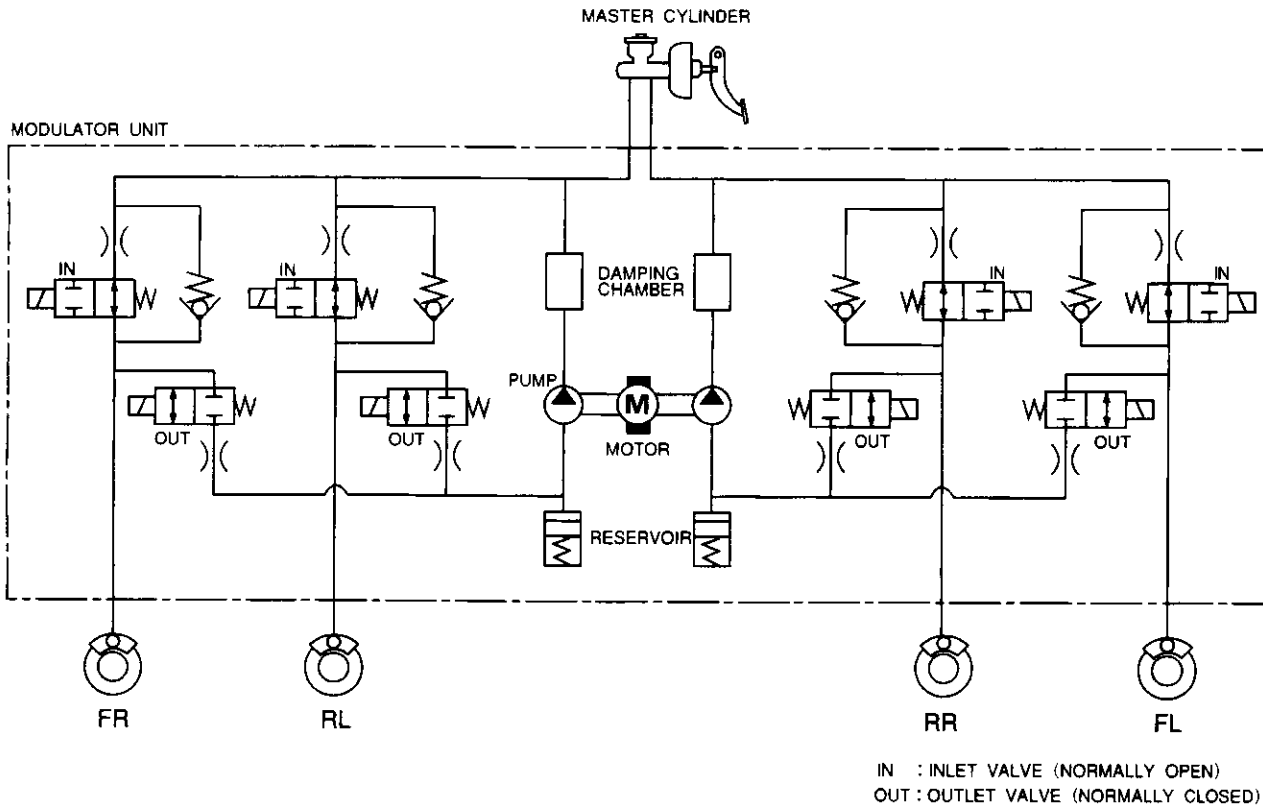 MASTER CYLINDER
MODULATOR UNIT
IN
IN
DAMPING
CHAMBER
IN
IN
PUMP
M
MOTOR
OUT
OUT
OUT
OUT
RESERVOIR
FR
RL
RR
FL
IN : INLET VALVE (NORMALLY OPEN)
OUT : OUTLET VALVE (NORMALLY CLOSED)